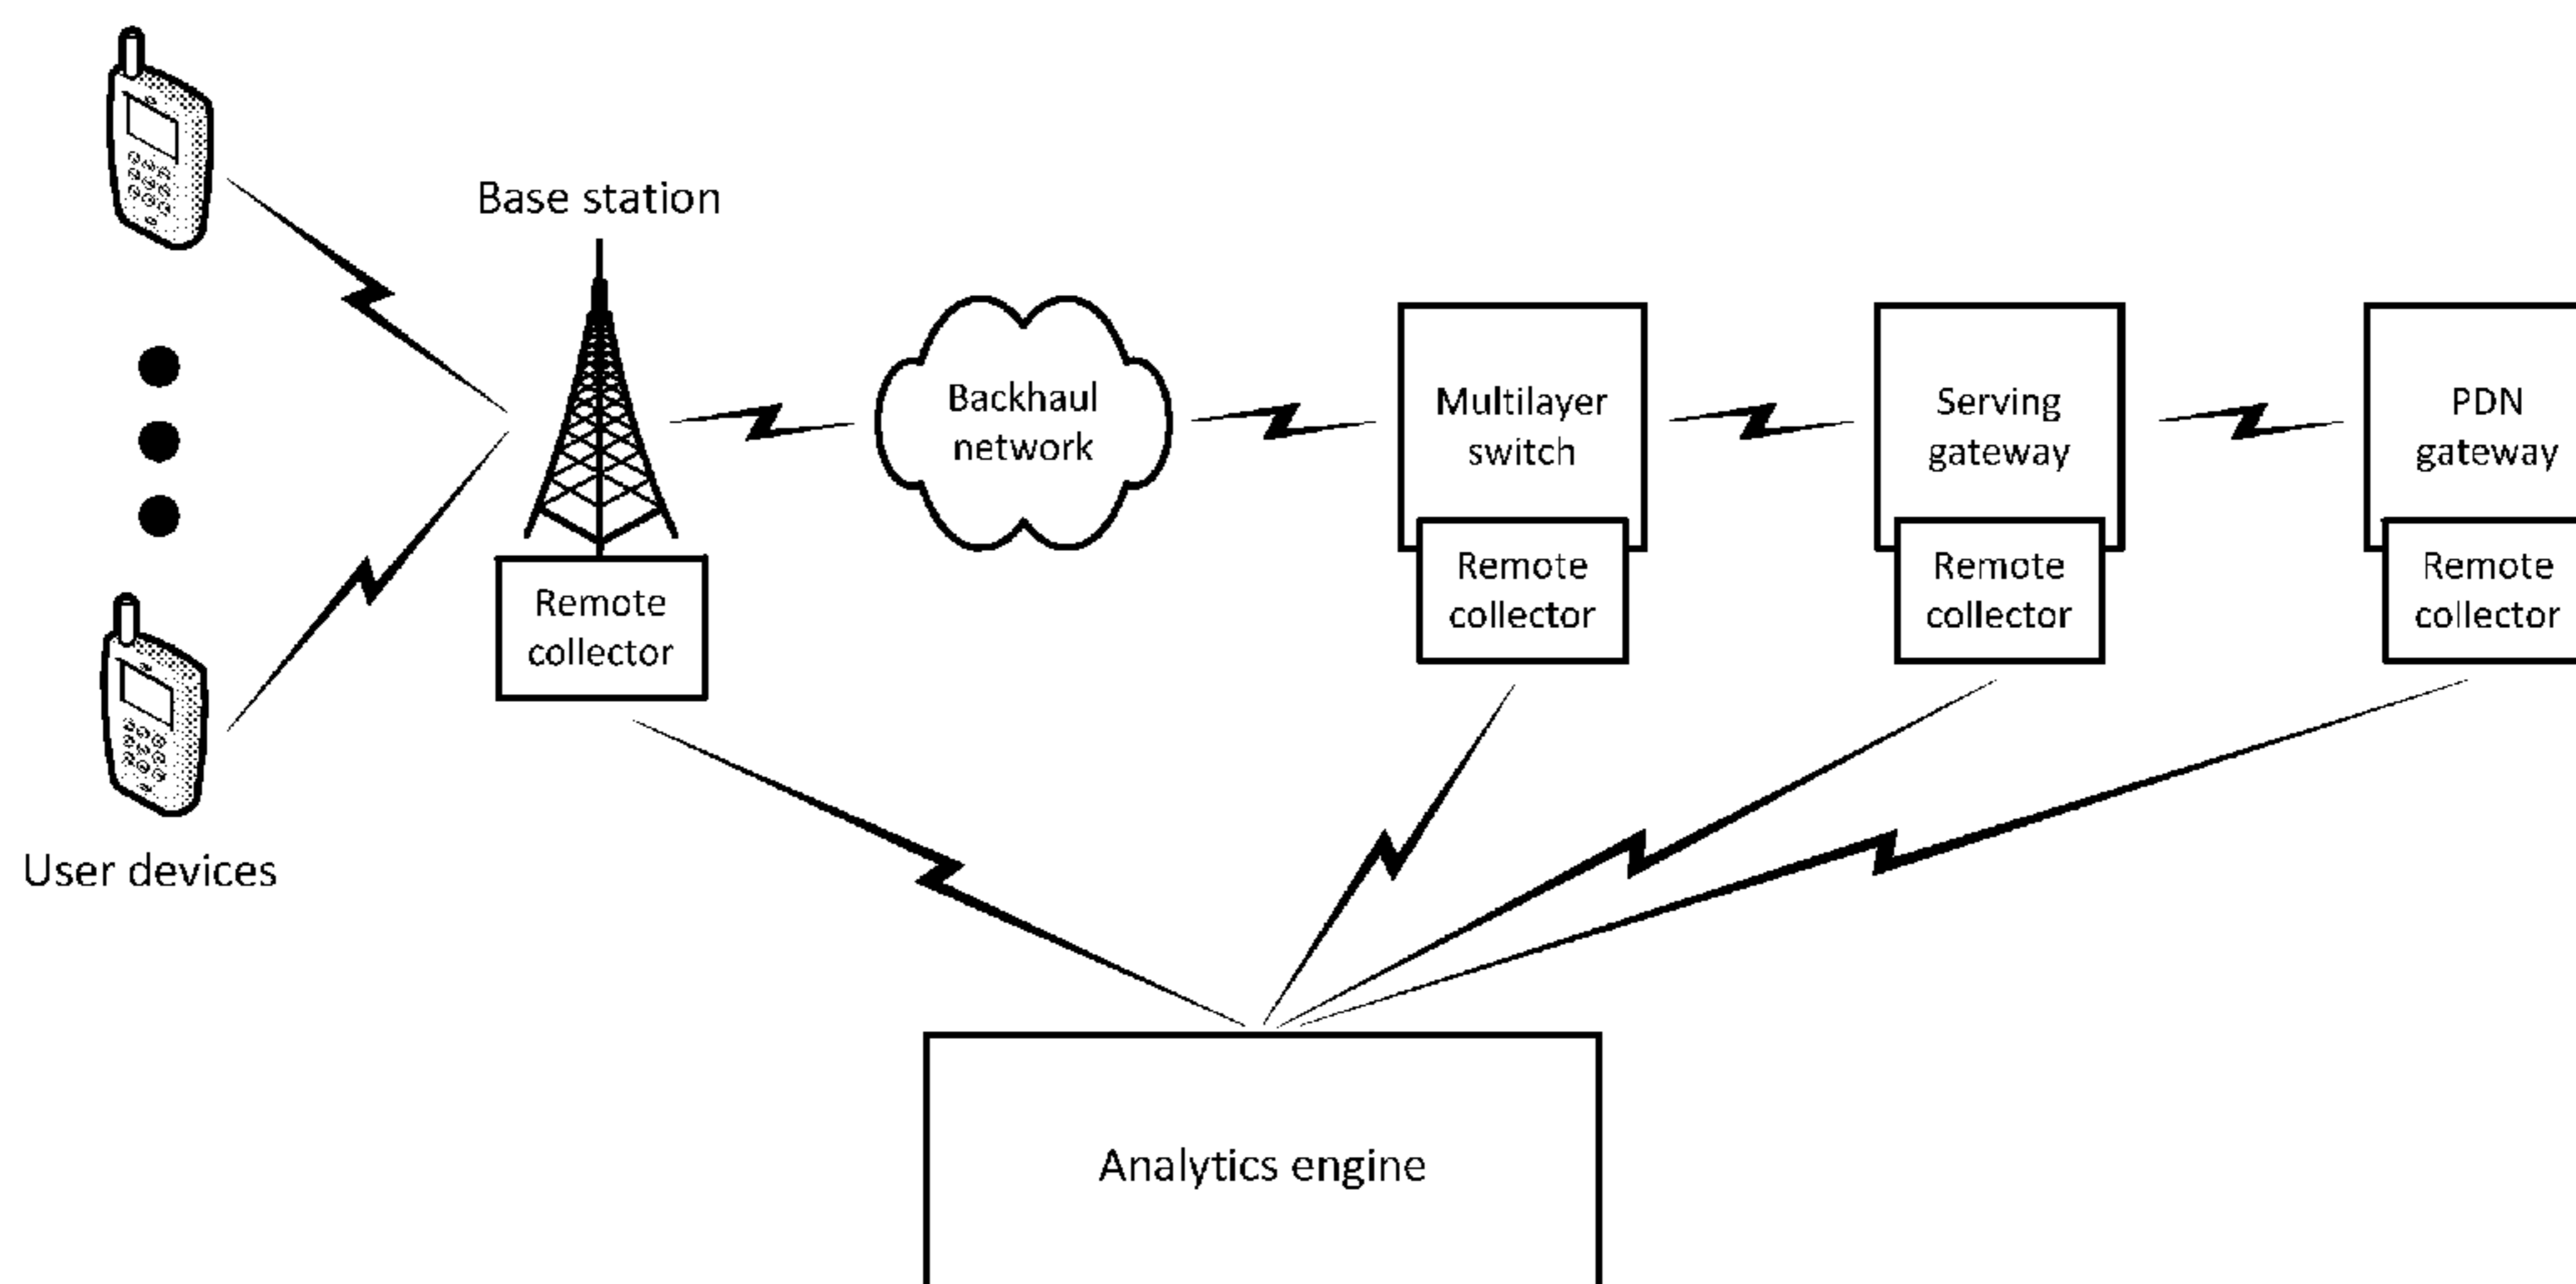 Base station
Backhaul
network
Multilayer
switch
Serving
gateway
PDN
gateway
Remote
collector
Remote
collector
Remote
collector
Remote
collector
User devices
Analytics engine